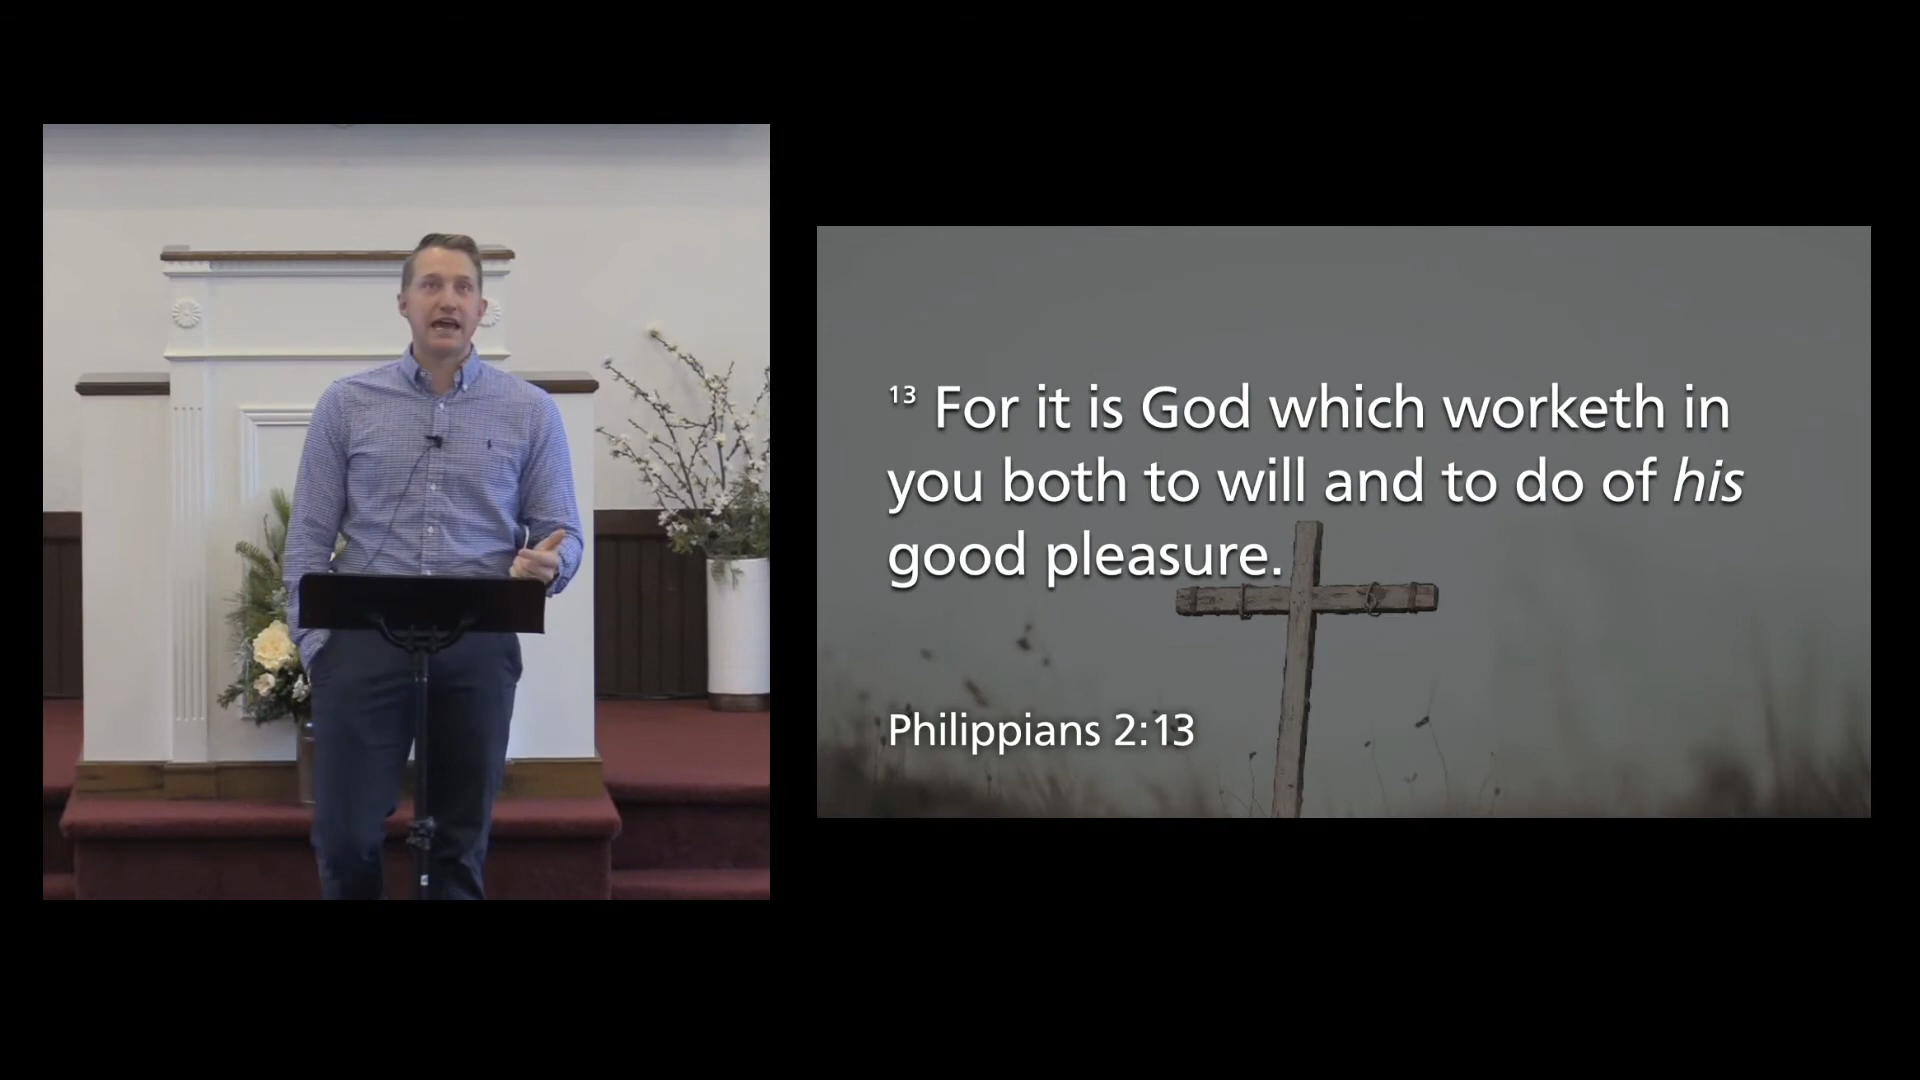 13 For it is God which worketh in
you both to will and to do of his
good pleasure.
Philippians 2:13